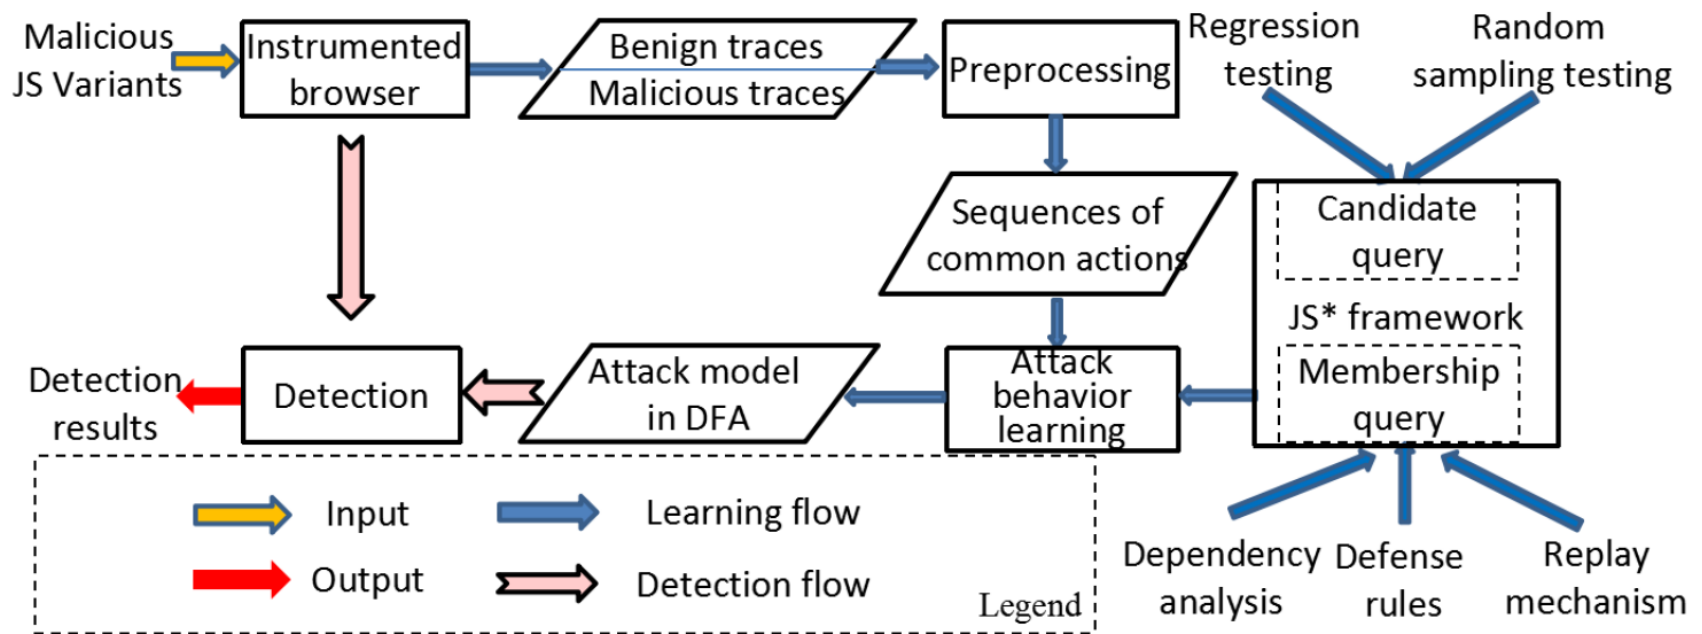 Malicious
JS Variants
Instrumented
browser
Benign traces
Malicious traces
Preprocessing
Regression
testing
Random
sampling testing
Sequences of
common actions
Candidate
query
JS* framework
Membership
query
Attack
behavior
learning
Attack model
in DFA
Detection
Detection
results
Input
Learning flow
Output
Detection flow
Legend
Dependency
analysis
Defense
rules
Replay
mechanism